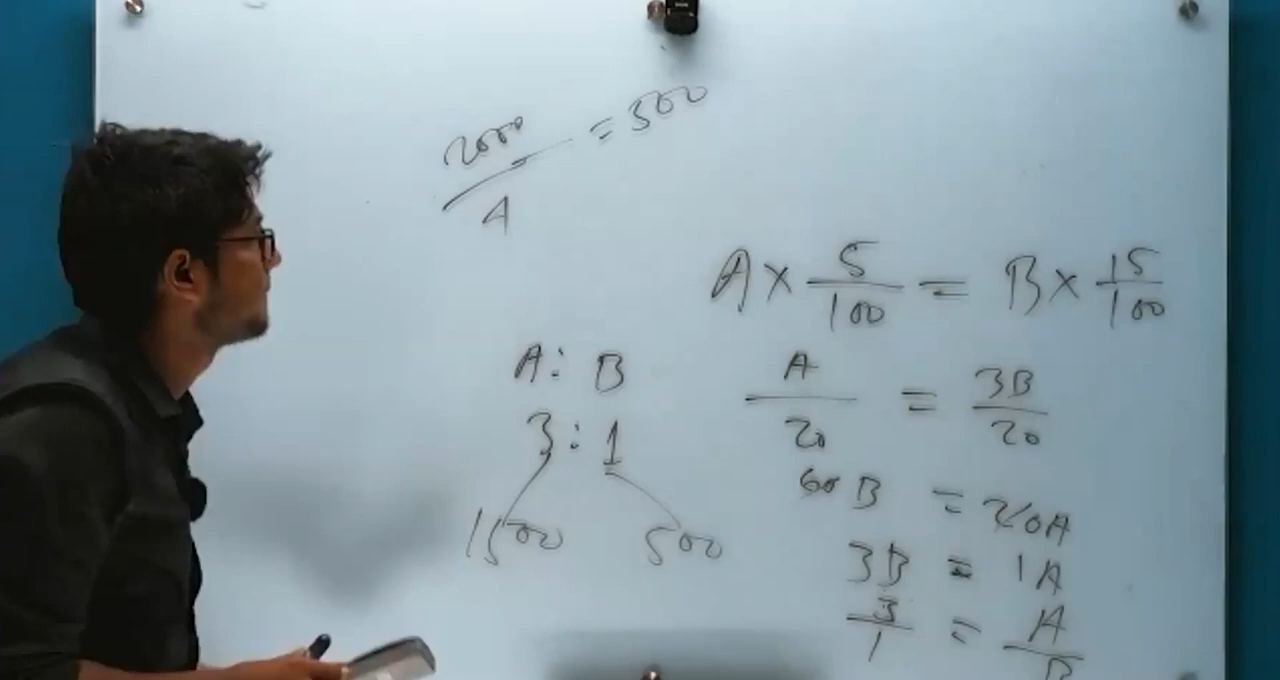 2000/4 = 500
A × 5/100 = B × 15/100
A/20 = 3B/20
60B = 20A
3B = 1A
3/1 = A/B
A : B
3 : 1
1500 500